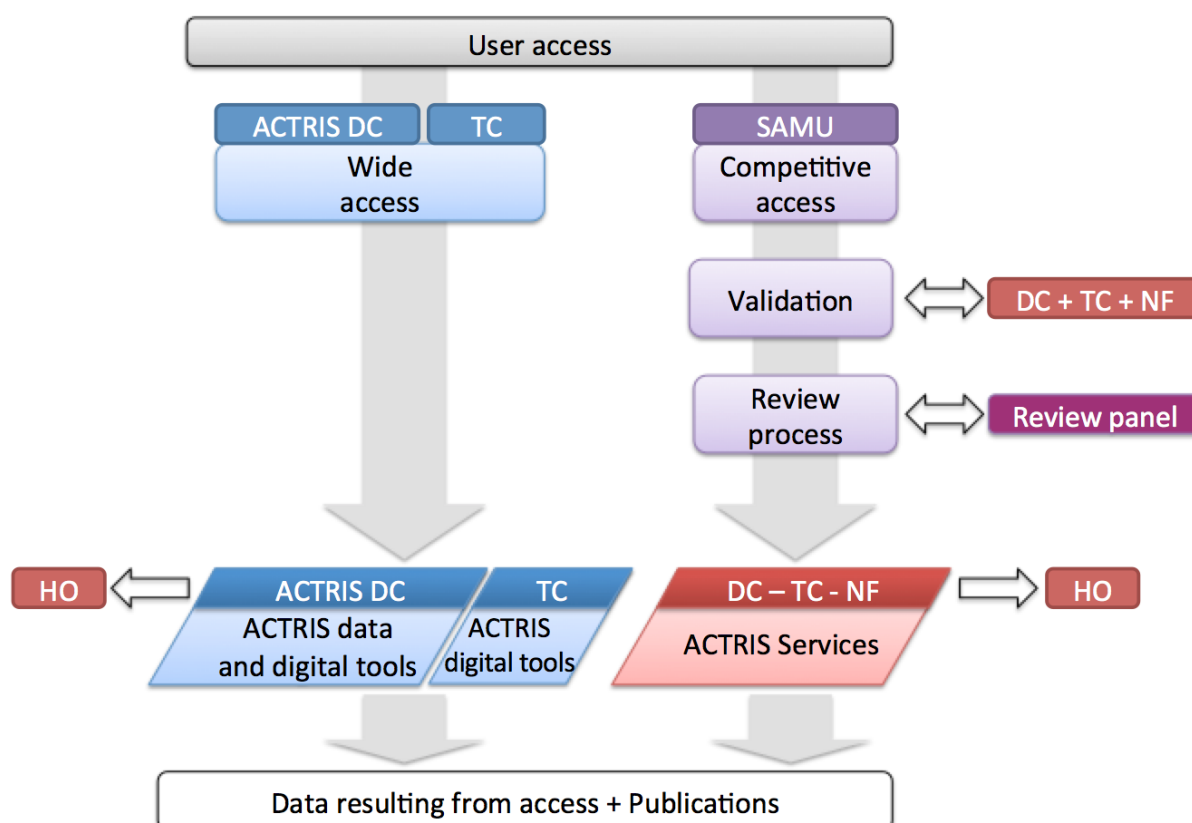 User access
ACTRIS DC
TC
SAMU
Wide
access
Competitive
access
Validation
DC + TC + NF
Review
process
Review panel
HO
ACTRIS DC
TC
DC – TC - NF
HO
ACTRIS data
and digital tools
ACTRIS
digital tools
ACTRIS Services
Data resulting from access + Publications